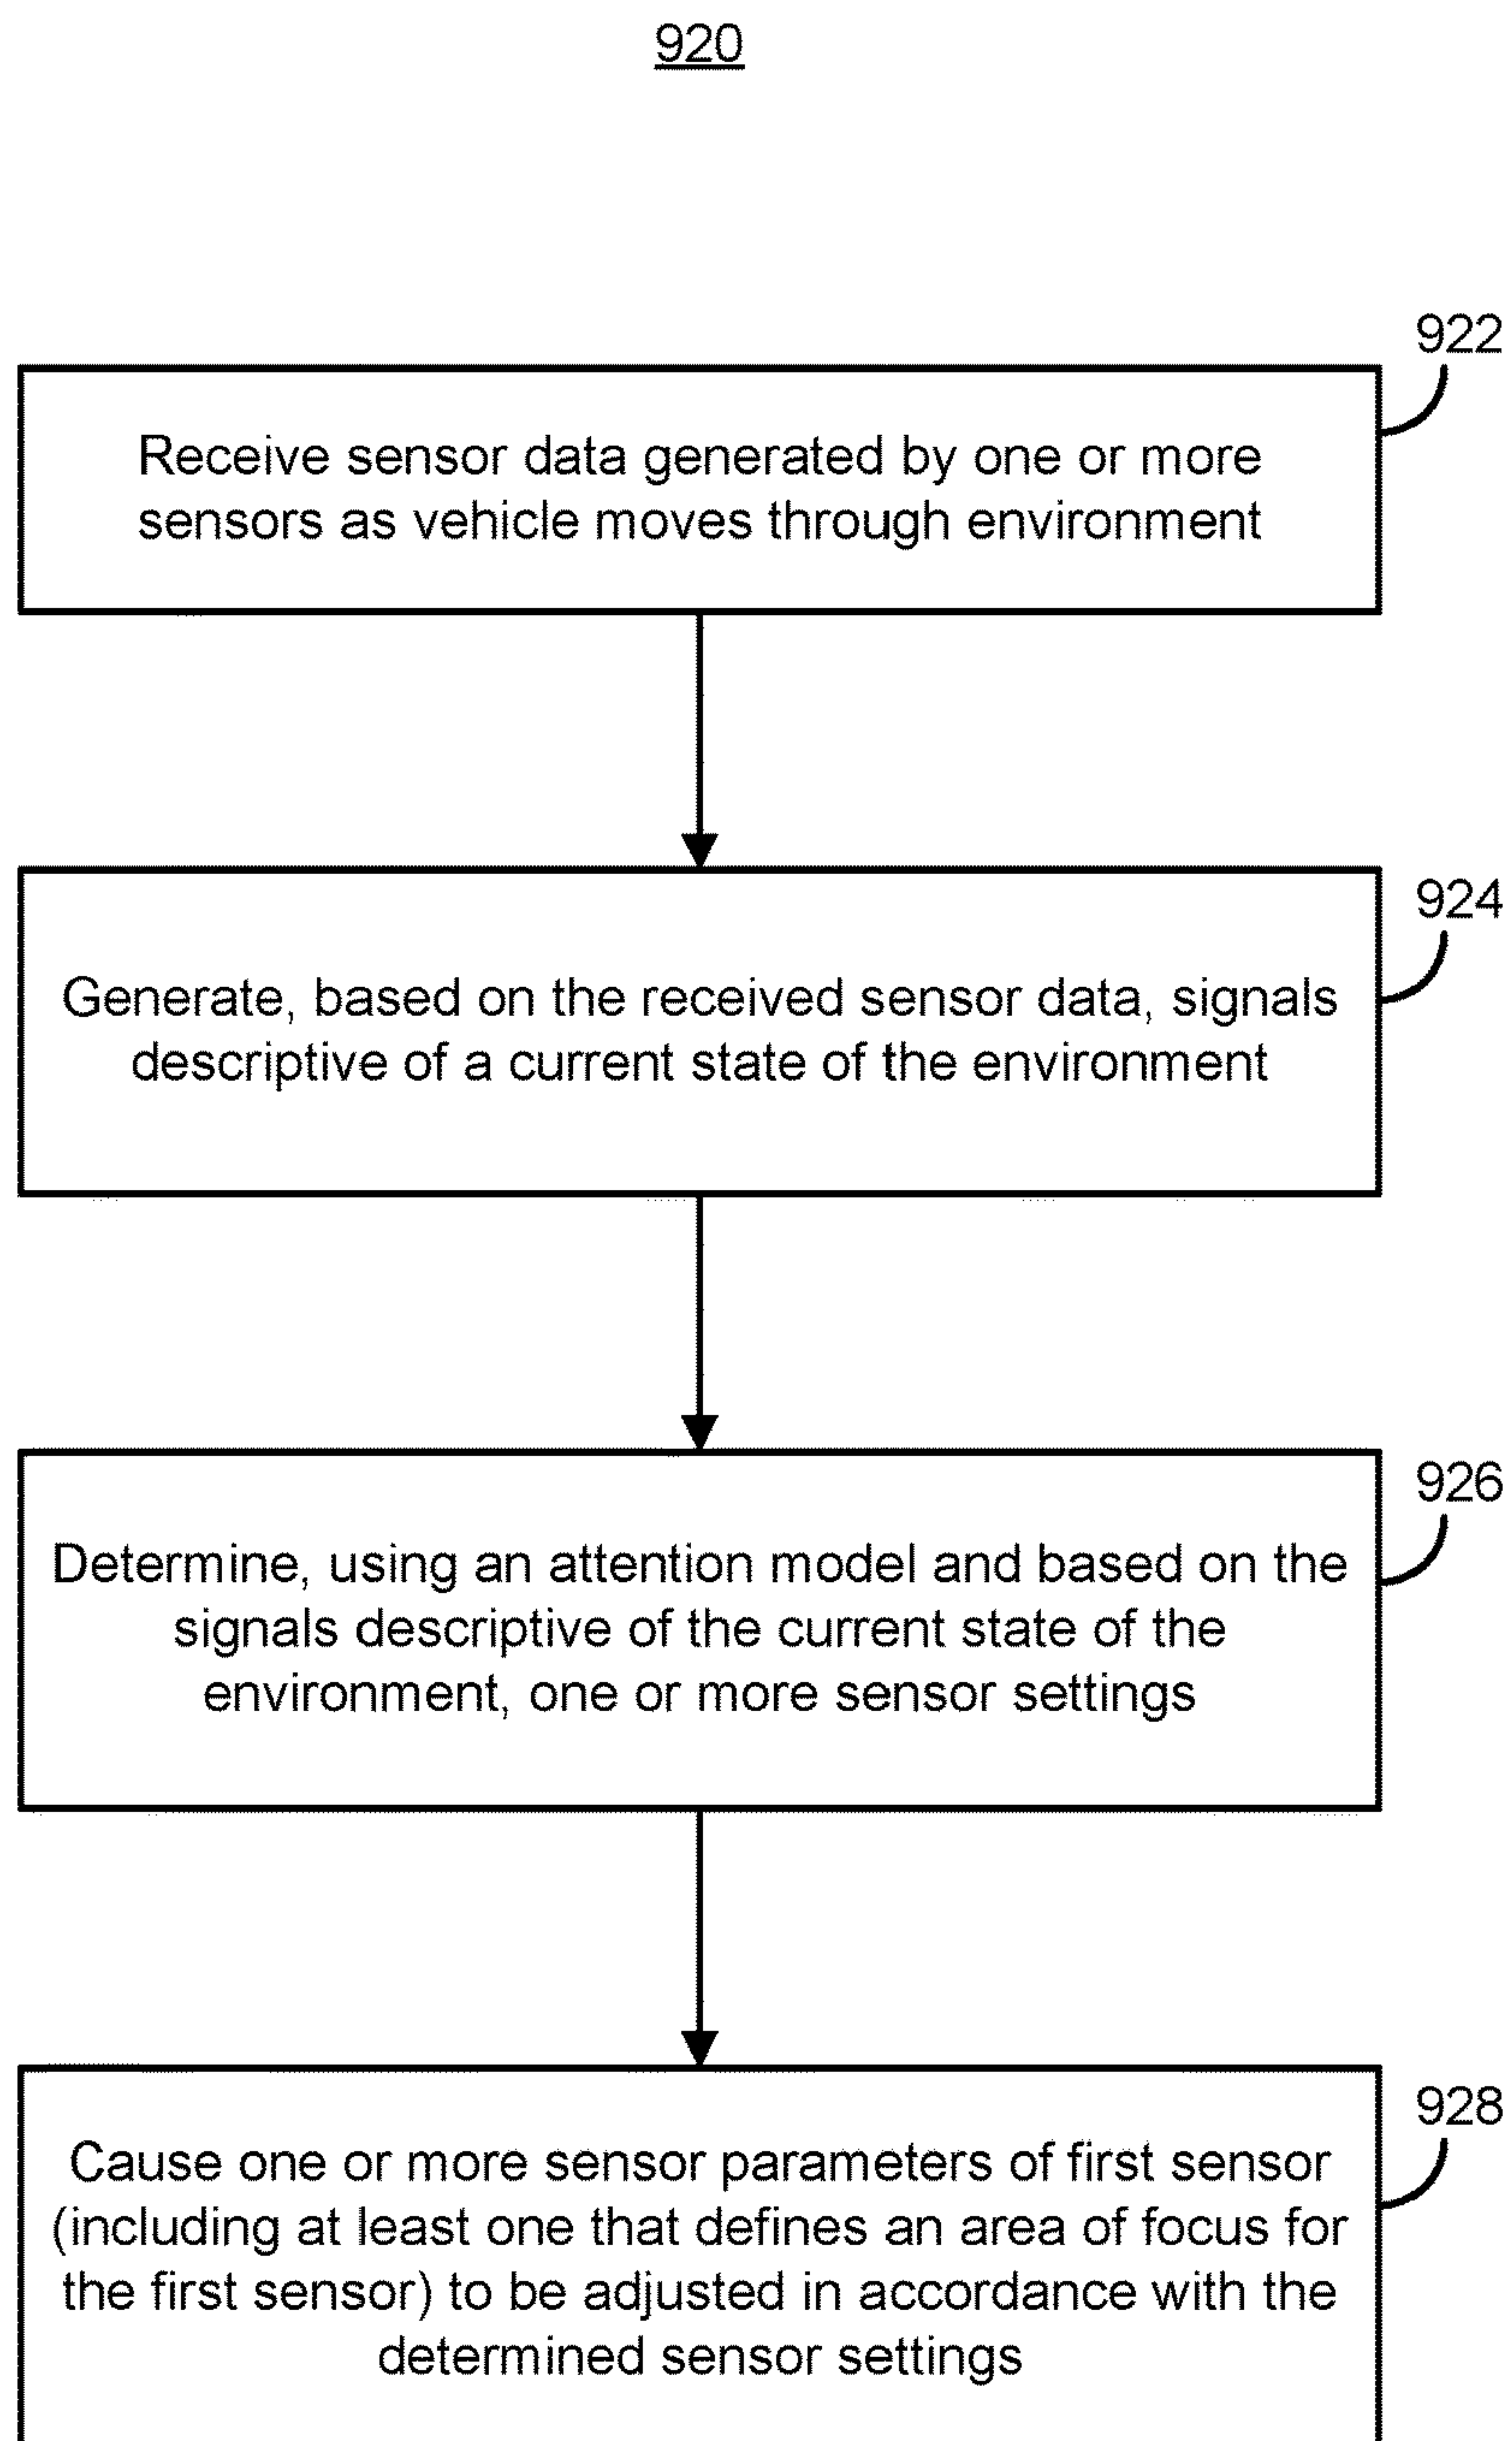 920
922
Receive sensor data generated by one or more
sensors as vehicle moves through environment
924
Generate, based on the received sensor data, signals
descriptive of a current state of the environment
926
Determine, using an attention model and based on the
signals descriptive of the current state of the
environment, one or more sensor settings
928
Cause one or more sensor parameters of first sensor
(including at least one that defines an area of focus for
the first sensor) to be adjusted in accordance with the
determined sensor settings